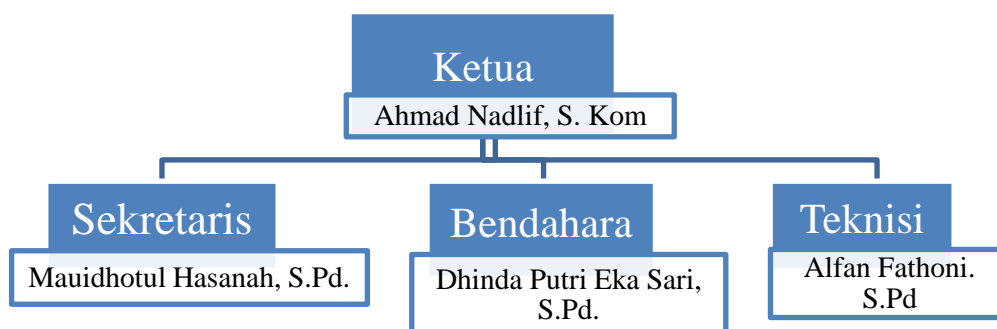 Ketua
Ahmad Nadlif, S. Kom
Sekretaris
Mauidhotul Hasanah, S.Pd.
Bendahara
Dhinda Putri Eka Sari,
S.Pd.
Teknisi
Alfan Fathoni.
S.Pd